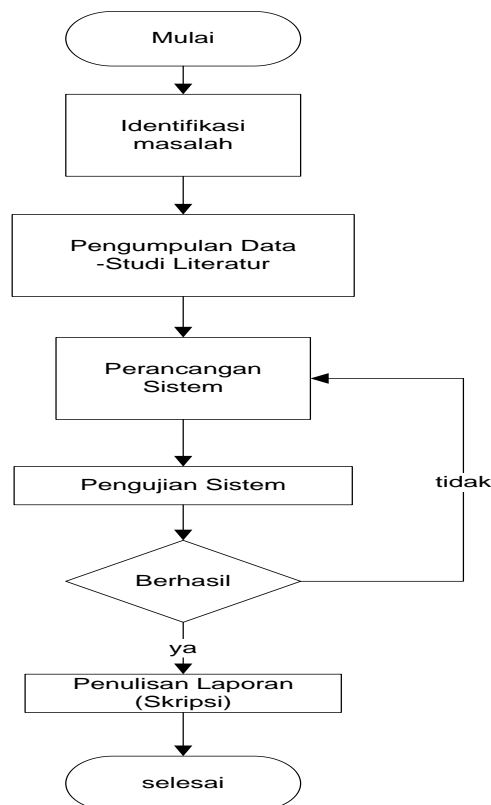 Mulai
Identifikasi
masalah
Pengumpulan Data
-Studi Literatur
Perancangan
Sistem
Pengujian Sistem
tidak
Berhasil
ya
Penulisan Laporan
(Skripsi)
selesai